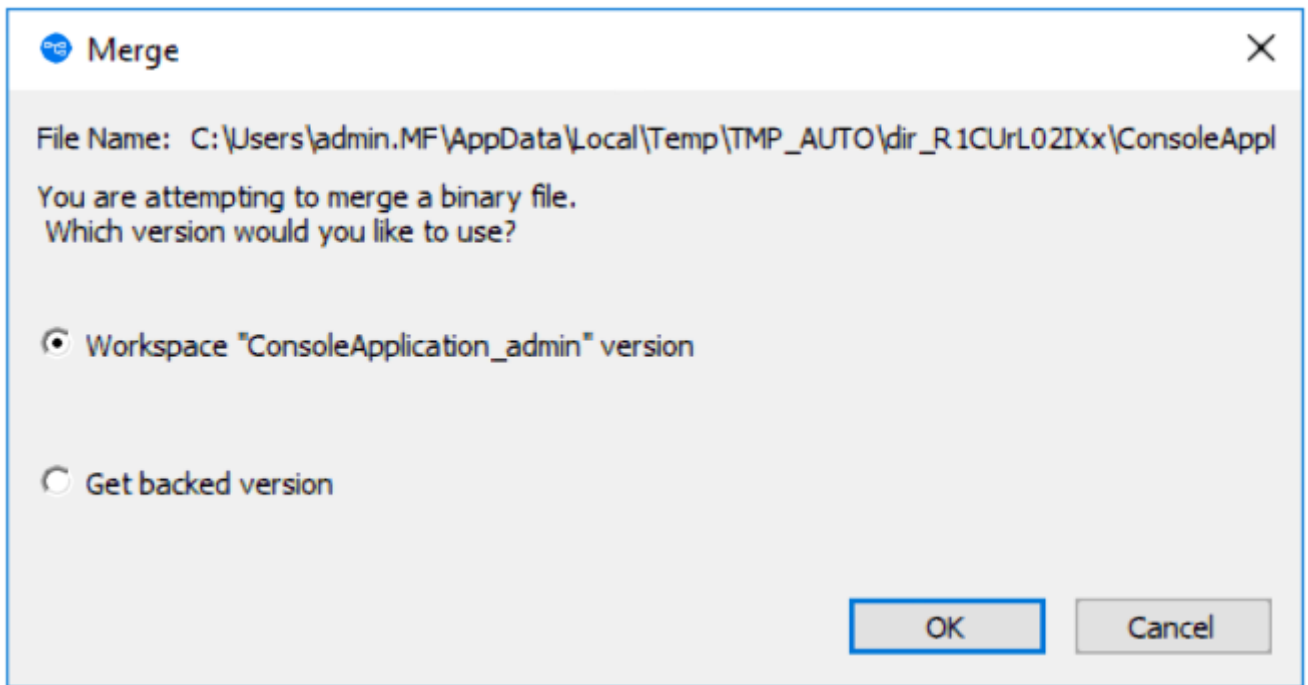 Merge
File Name: C:\Users\admin.MF\AppData\Local\Temp\TMP_AUTO\dir_R1CUrL02IXx\ConsoleAppl
You are attempting to merge a binary file.
Which version would you like to use?
Workspace "ConsoleApplication_admin" version
Get backed version
OK Cancel